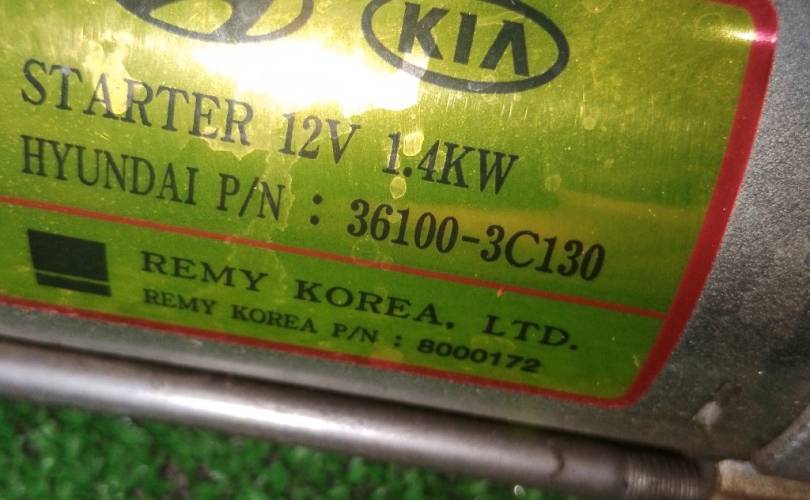 KIA
STARTER 12V 1.4KW
HYUNDAI P/N : 36100-3C130
REMY KOREA, LTD.
REMY KOREA P/N : 8000172